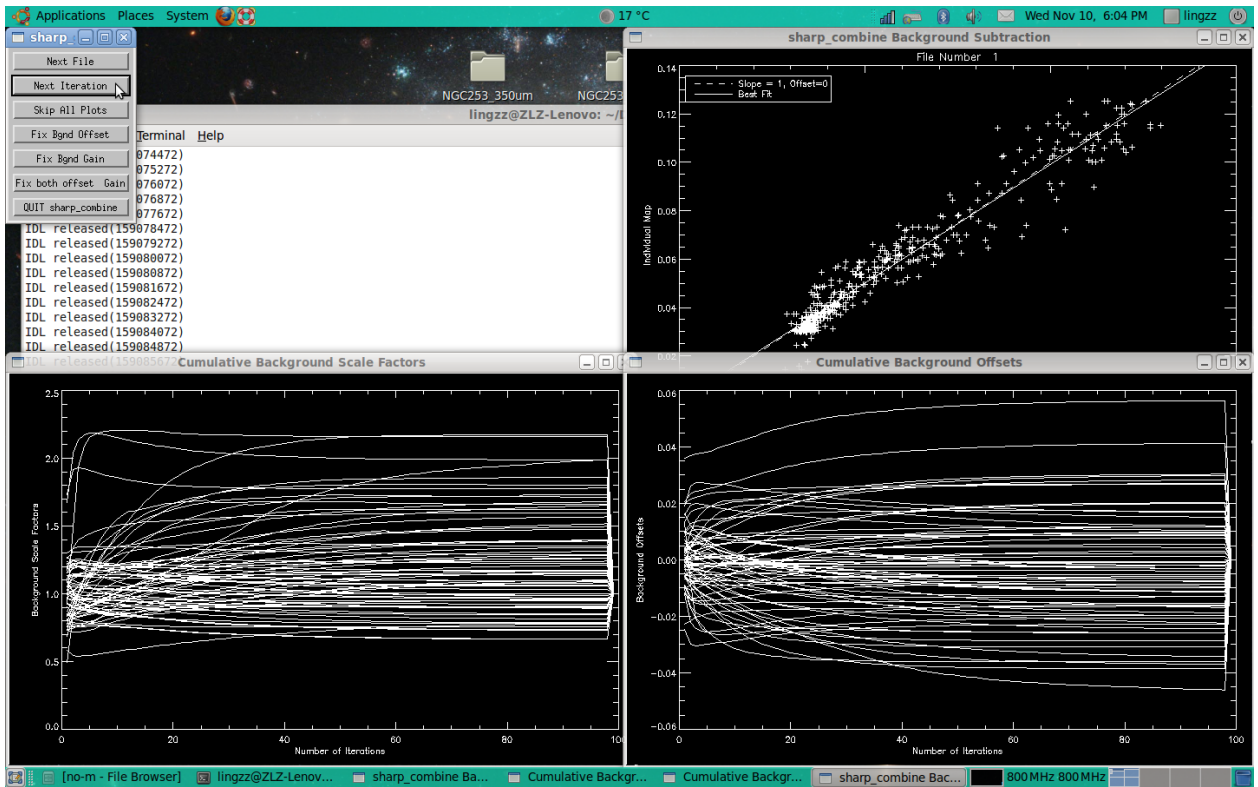 Applications Places System
17 °C
Wed Nov 10, 6:04 PM
lingzz
sharp_
Next File
Next Iteration
Skip All Plots
Fix Bgnd Offset
Fix Bgnd Gain
Fix both offset Gain
QUIT sharp_combine
NGC253_350um
NGC253
lingzz@ZLZ-Lenovo: ~/
Terminal Help
074472)
075272)
076072)
076872)
077672)
IDL released(159078472)
IDL released(159079272)
IDL released(159080072)
IDL released(159080872)
IDL released(159081672)
IDL released(159082472)
IDL released(159083272)
IDL released(159084072)
IDL released(159084872)
IDL released(159085672)
sharp_combine Background Subtraction
File Number 1
Slope = 1, Offset=0
Best Fit
Individual Map
0.14
0.12
0.10
0.08
0.06
0.04
0.02
Cumulative Background Scale Factors
Background Scale Factors
2.5
2.0
1.5
1.0
0.5
0.0
0 20 40 60 80 100
Number of Iterations
Cumulative Background Offsets
Background Offsets
0.06
0.04
0.02
0.00
-0.02
-0.04
-0.06
0 20 40 60 80 100
Number of Iterations
[no-m - File Browser]
lingzz@ZLZ-Lenov...
sharp_combine Ba...
Cumulative Backgr...
Cumulative Backgr...
sharp_combine Bac...
800 MHz 800 MHz